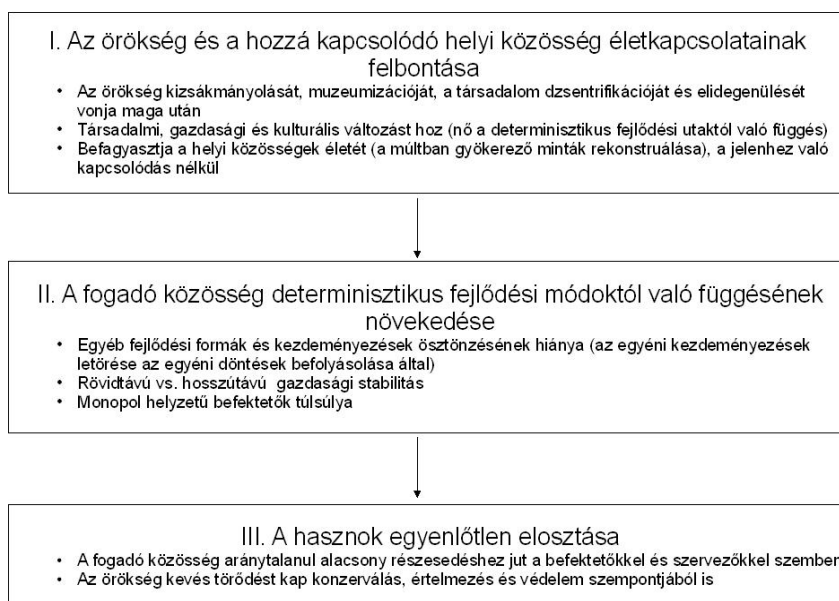 I. Az örökség és a hozzá kapcsolódó helyi közösség életkapcsolatainak
felbontása
• Az örökség kizsákmányolását, muzeumizációját, a társadalom dzsentrifikációját és elidegenülését
vonja maga után
• Társadalmi, gazdasági és kulturális változást hoz (nő a determinisztikus fejlődési utaktól való függés)
• Befagyasztja a helyi közösségek életét (a múltban gyökerező minták rekonstruálása), a jelenhez való
kapcsolódás nélkül
II. A fogadó közösség determinisztikus fejlődési módoktól való függésének
növekedése
• Egyéb fejlődési formák és kezdeményezések ösztönzésének hiánya (az egyéni kezdeményezések
letörése az egyéni döntések befolyásolása által)
• Rövidtávú vs. hosszútávú gazdasági stabilitás
• Monopol helyzetű befektetők túlsúlya
III. A hasznok egyenlőtlen elosztása
• A fogadó közösség aránytalanul alacsony részesedéshez jut a befektetőkkel és szervezőkkel szemben
• Az örökség kevés törődést kap konzerválás, értelmezés és védelem szempontjából is